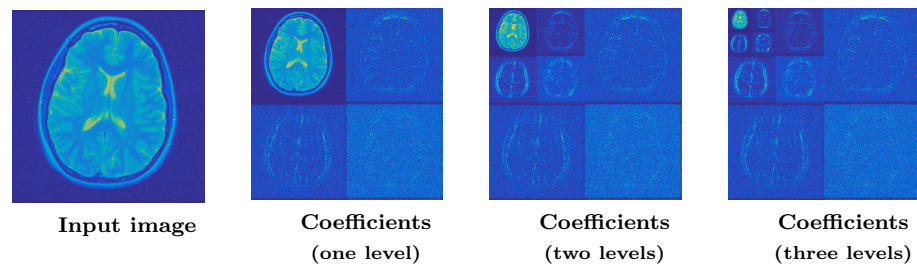 Input image
Coefficients
(one level)
Coefficients
(two levels)
Coefficients
(three levels)